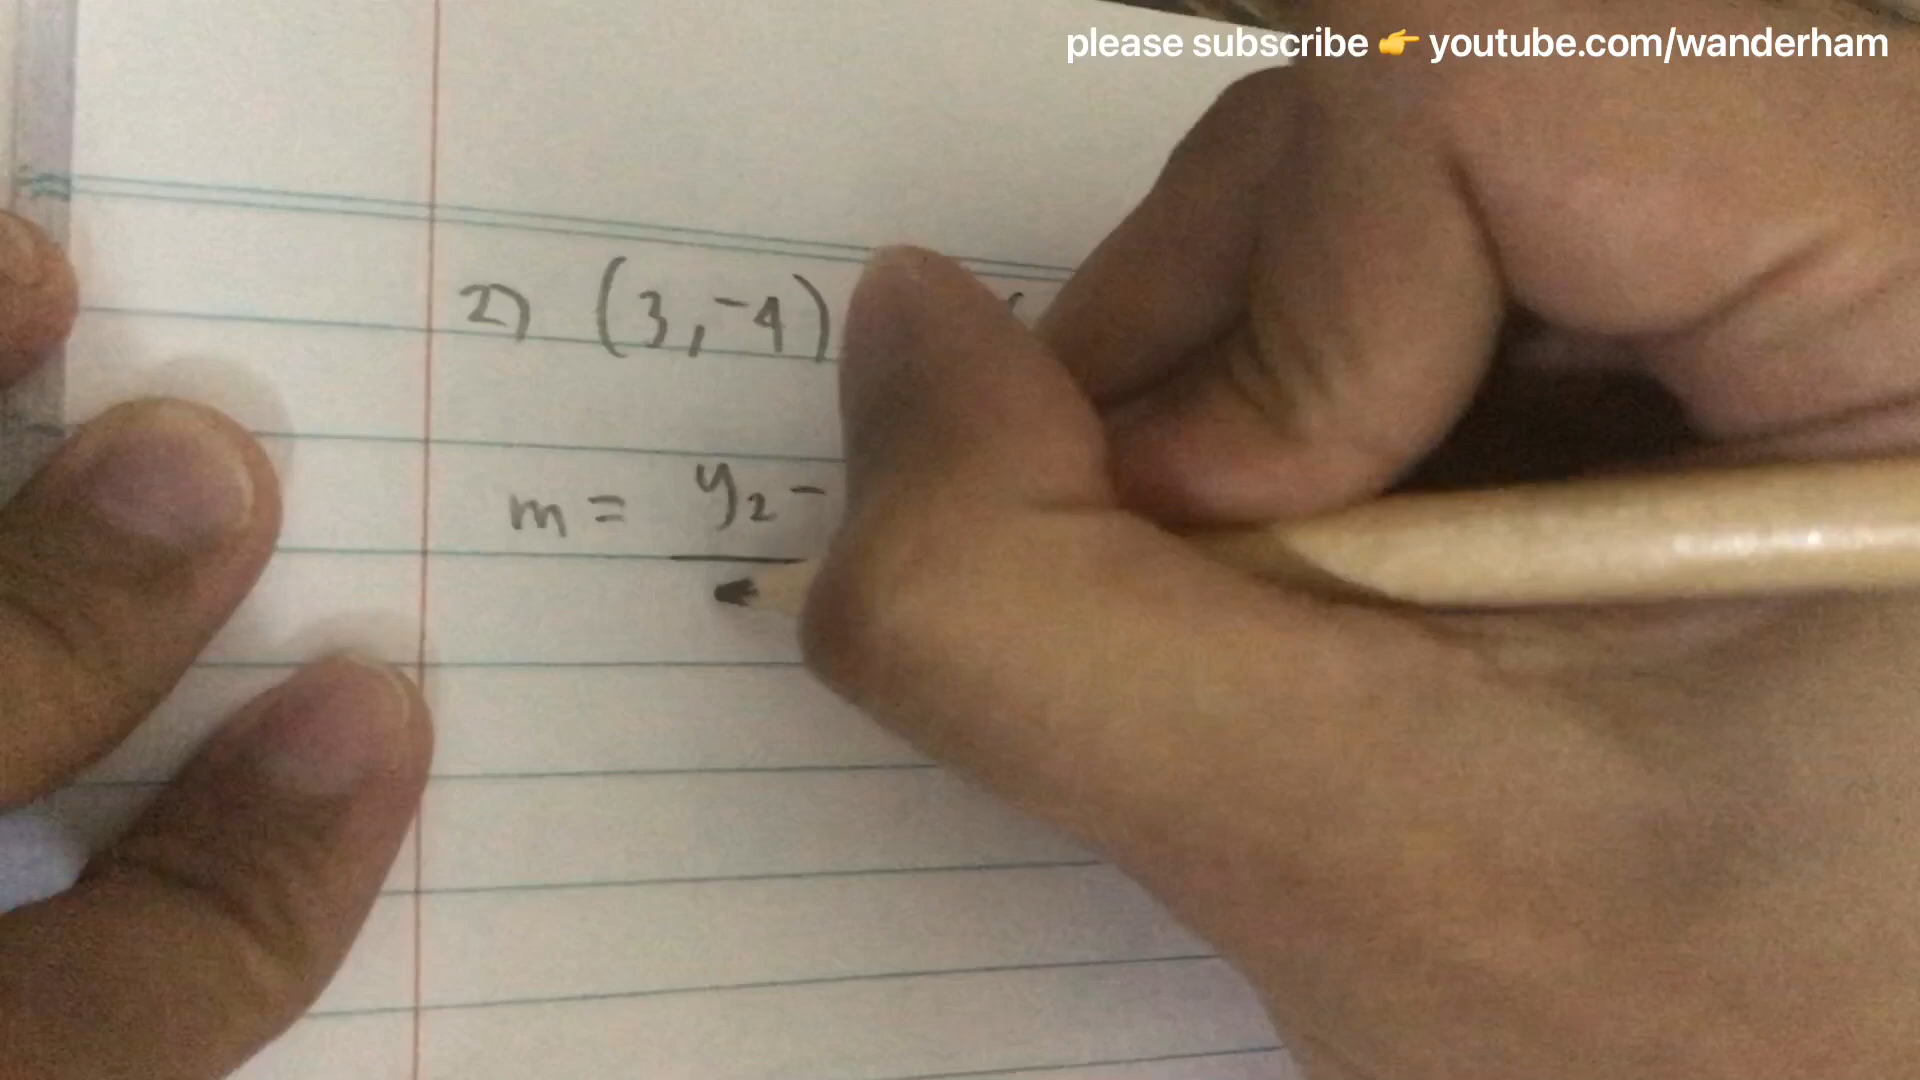 please subscribe 👉 youtube.com/wanderham
2) (3, -4) (
m = y₂ -